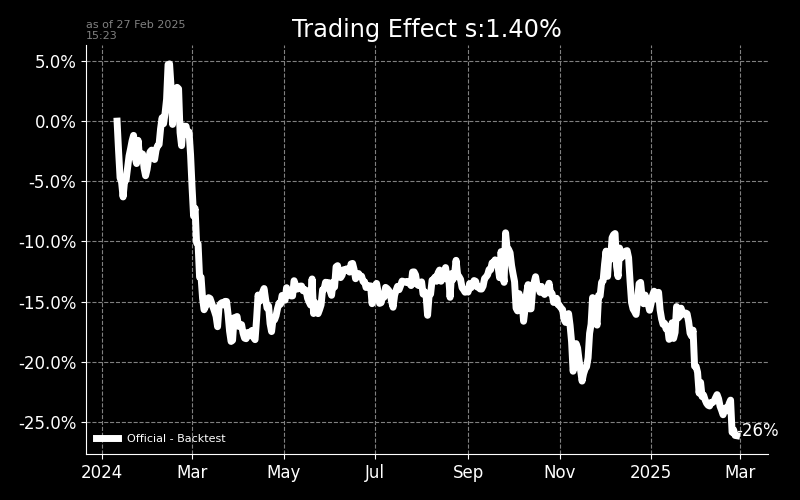 as of 27 Feb 2025
15:23
Trading Effect s:1.40%
5.0%
0.0%
-5.0%
-10.0%
-15.0%
-20.0%
-25.0%
-26%
Official - Backtest
2024 Mar May Jul Sep Nov 2025 Mar